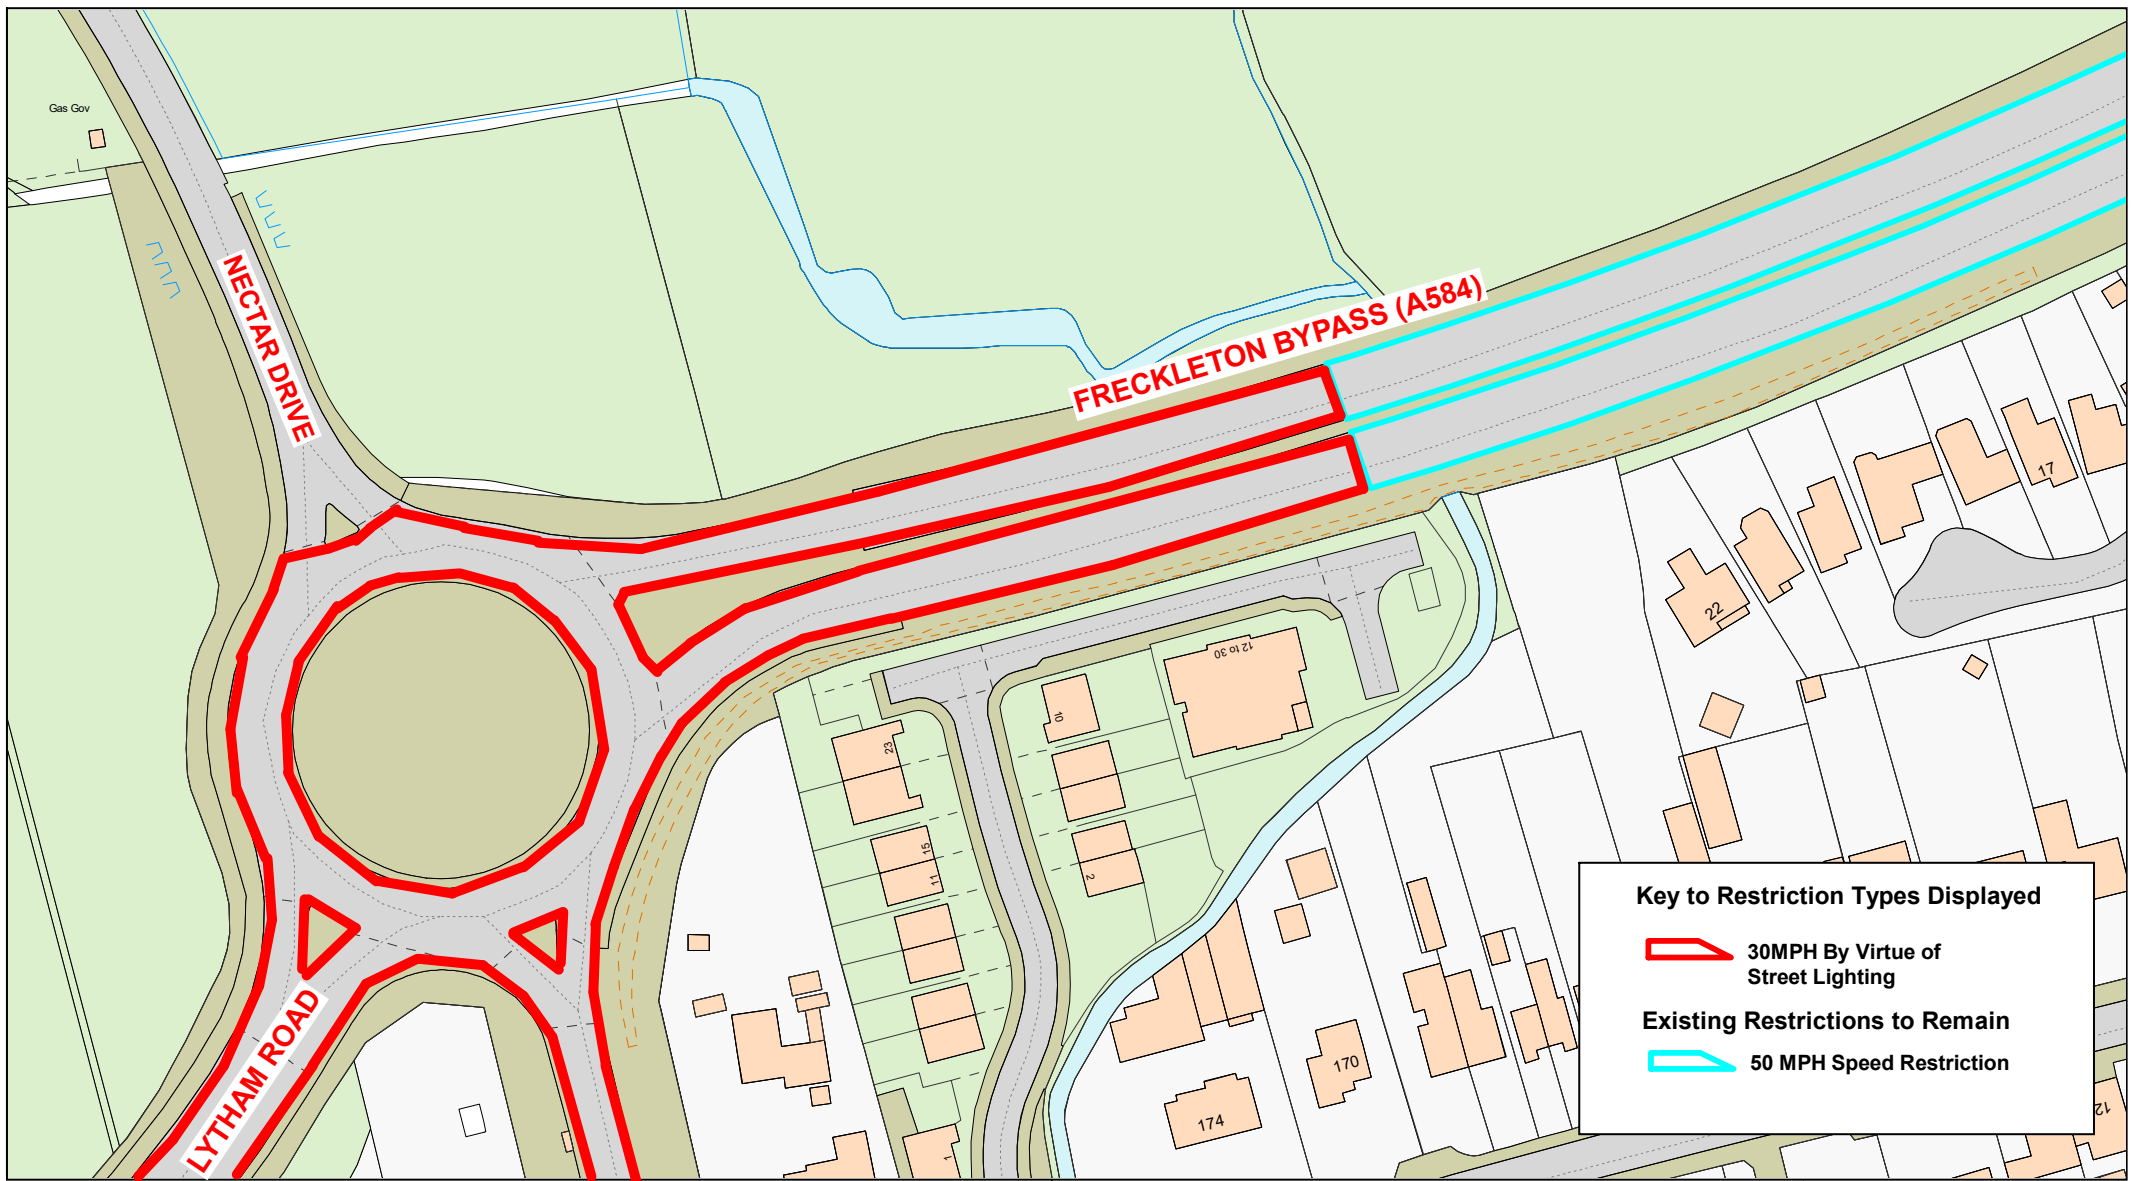 Gas Gov
NECTAR DRIVE
FRECKLETON BYPASS (A584)
17
22
12 to 30
10
23
15
11
2
Key to Restriction Types Displayed
30MPH By Virtue of
Street Lighting
Existing Restrictions to Remain
50 MPH Speed Restriction
LYTHAM ROAD
170
174
1